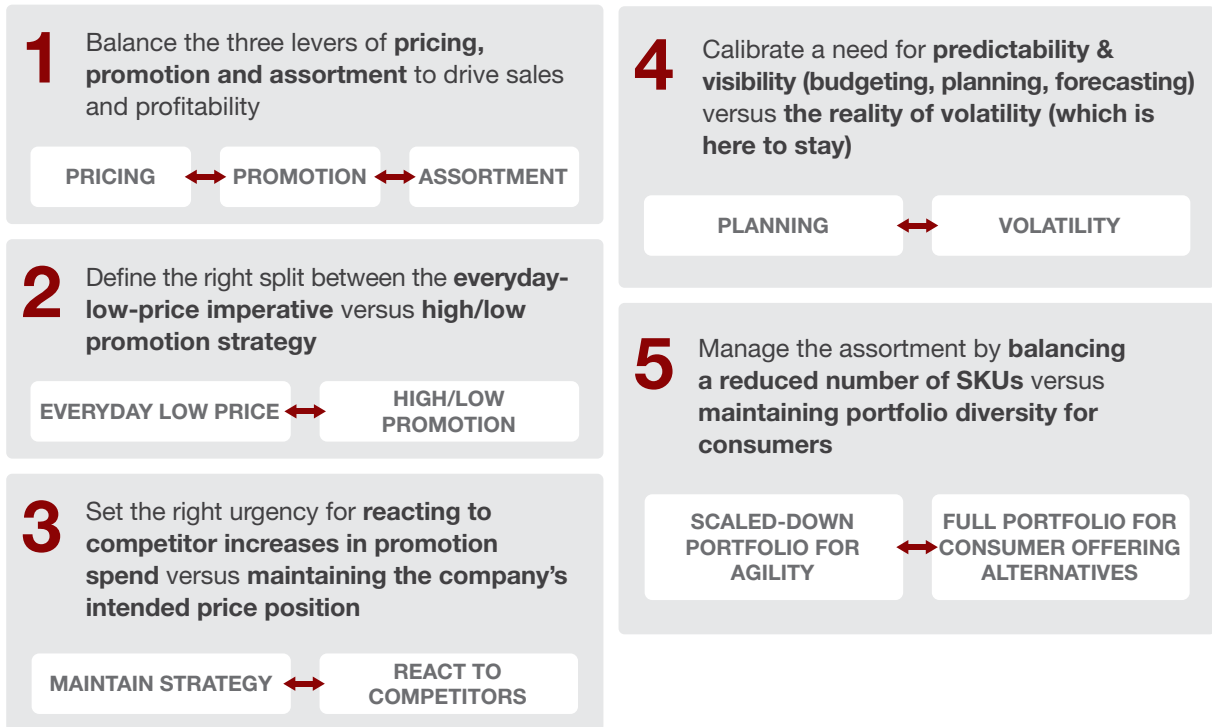 1
Balance the three levers of pricing,
promotion and assortment to drive sales
and profitability
PRICING
PROMOTION
ASSORTMENT
2
Define the right split between the everyday-
low-price imperative versus high/low
promotion strategy
EVERYDAY LOW PRICE
HIGH/LOW
PROMOTION
3
Set the right urgency for reacting to
competitor increases in promotion
spend versus maintaining the company's
intended price position
MAINTAIN STRATEGY
REACT TO
COMPETITORS
4
Calibrate a need for predictability &
visibility (budgeting, planning, forecasting)
versus the reality of volatility (which is
here to stay)
PLANNING
VOLATILITY
5
Manage the assortment by balancing
a reduced number of SKUs versus
maintaining portfolio diversity for
consumers
SCALED-DOWN
PORTFOLIO FOR
AGILITY
FULL PORTFOLIO FOR
CONSUMER OFFERING
ALTERNATIVES